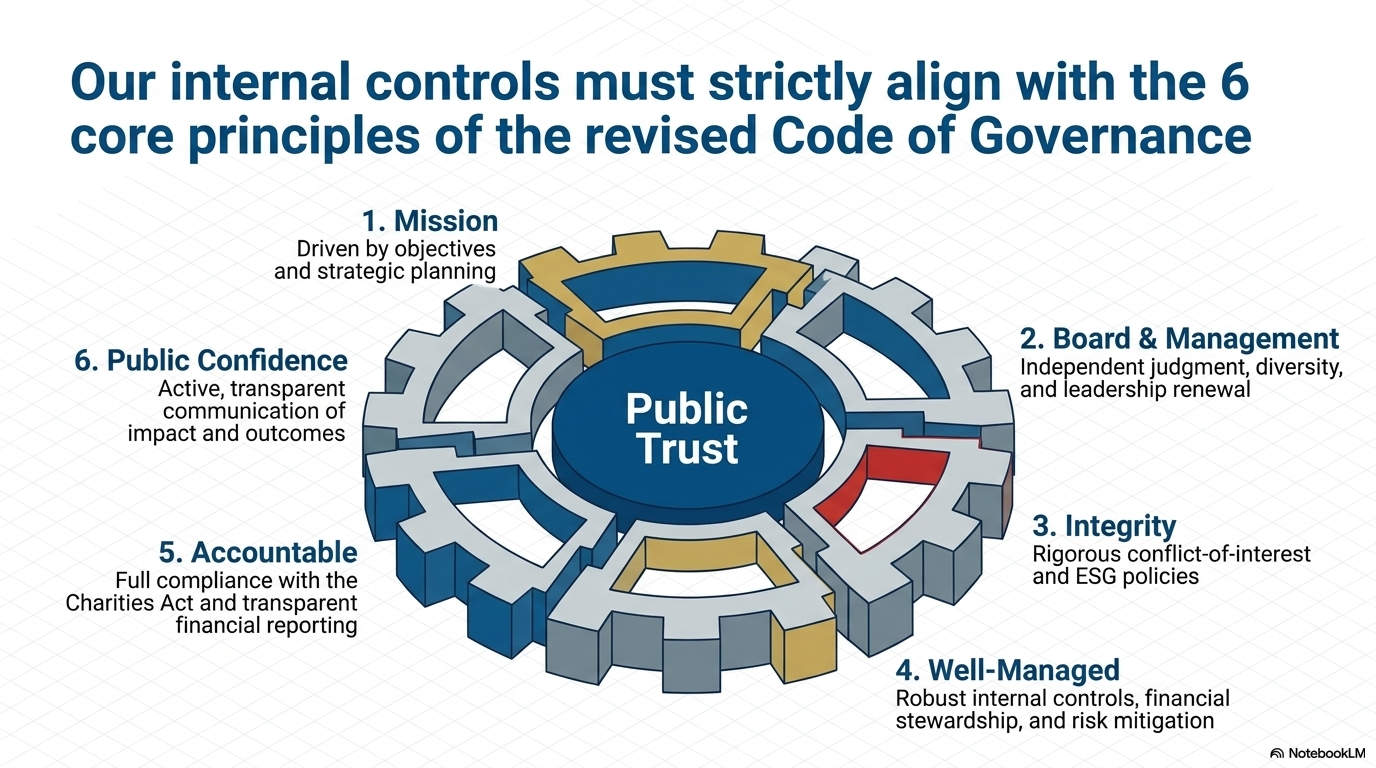 Our internal controls must strictly align with the 6
core principles of the revised Code of Governance
1. Mission
Driven by objectives
and strategic planning
2. Board & Management
Independent judgment, diversity,
and leadership renewal
3. Integrity
Rigorous conflict-of-interest
and ESG policies
4. Well-Managed
Robust internal controls, financial
stewardship, and risk mitigation
5. Accountable
Full compliance with the
Charities Act and transparent
financial reporting
6. Public Confidence
Active, transparent
communication of
impact and outcomes
Public
Trust
NotebookLM